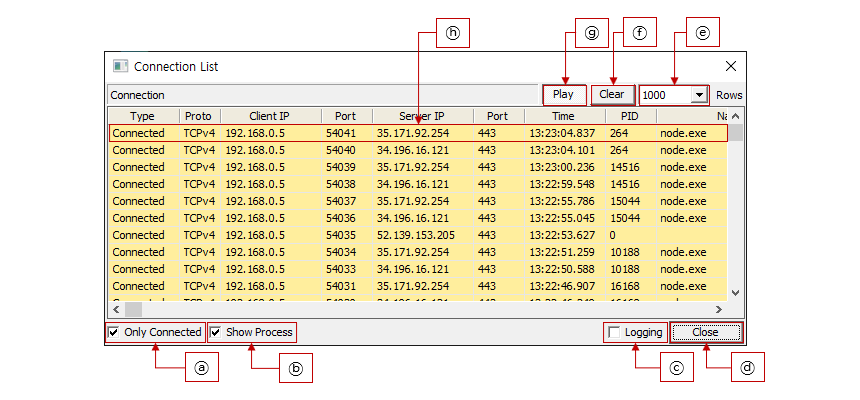 ⓗ ⓖ ⓕ ⓔ
Connection List
Connection Play Clear 1000 Rows
Type Proto Client IP Port Server IP Port Time PID Na
Connected TCPv4 192.168.0.5 54041 35.171.92.254 443 13:23:04.837 264 node.exe
Connected TCPv4 192.168.0.5 54040 34.196.16.121 443 13:23:04.101 264 node.exe
Connected TCPv4 192.168.0.5 54039 35.171.92.254 443 13:23:00.236 14516 node.exe
Connected TCPv4 192.168.0.5 54038 34.196.16.121 443 13:22:59.548 14516 node.exe
Connected TCPv4 192.168.0.5 54037 35.171.92.254 443 13:22:55.786 15044 node.exe
Connected TCPv4 192.168.0.5 54036 34.196.16.121 443 13:22:55.045 15044 node.exe
Connected TCPv4 192.168.0.5 54035 52.139.153.205 443 13:22:53.627 0
Connected TCPv4 192.168.0.5 54034 35.171.92.254 443 13:22:51.259 10188 node.exe
Connected TCPv4 192.168.0.5 54033 34.196.16.121 443 13:22:50.588 10188 node.exe
Connected TCPv4 192.168.0.5 54031 35.171.92.254 443 13:22:46.907 16168 node.exe
Connected TCPv4 192.168.0.5
Only Connected Show Process Logging Close
ⓐ ⓑ ⓒ ⓓ